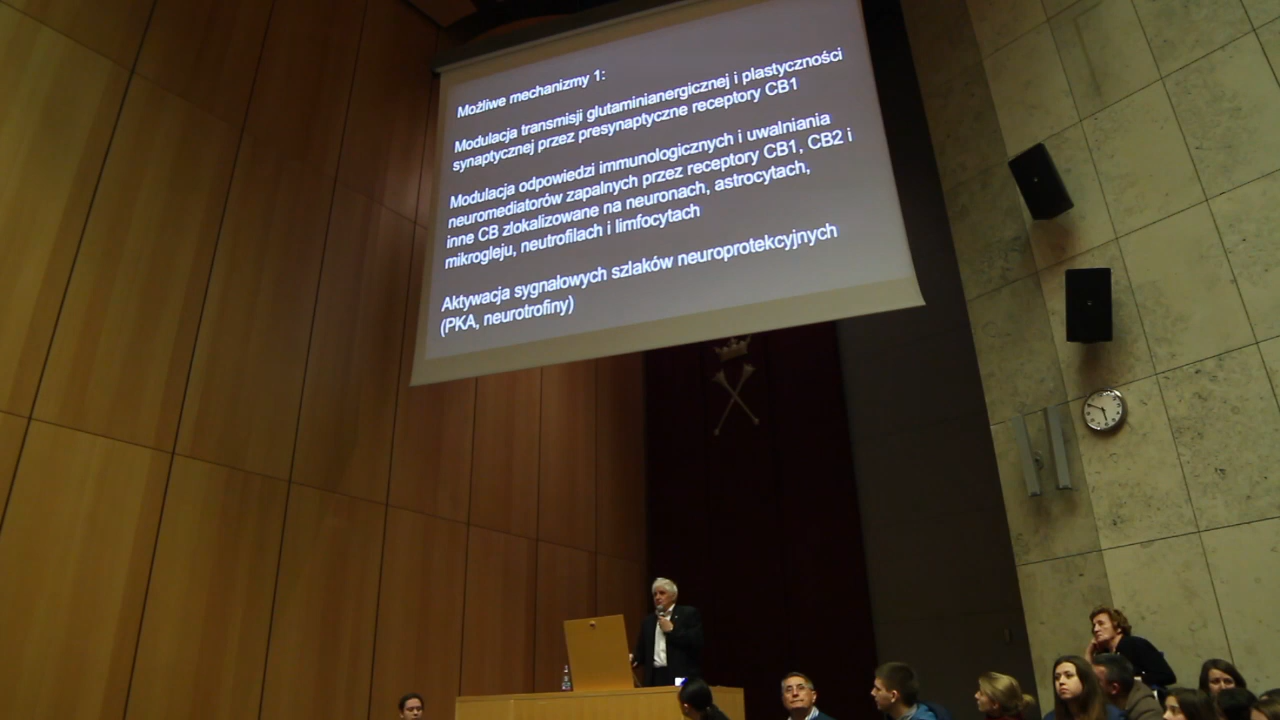 Możliwe mechanizmy 1:
Modulacja transmisji glutaminianergicznej i plastyczności
synaptycznej przez presynaptyczne receptory CB1
Modulacja odpowiedzi immunologicznych i uwalniania
neuromediatorów zapalnych przez receptory CB1, CB2 i
inne CB zlokalizowane na neuronach, astrocytach,
mikrogleju, neutrofilach i limfocytach
Aktywacja sygnałowych szlaków neuroprotekcyjnych
(PKA, neurotrofiny)